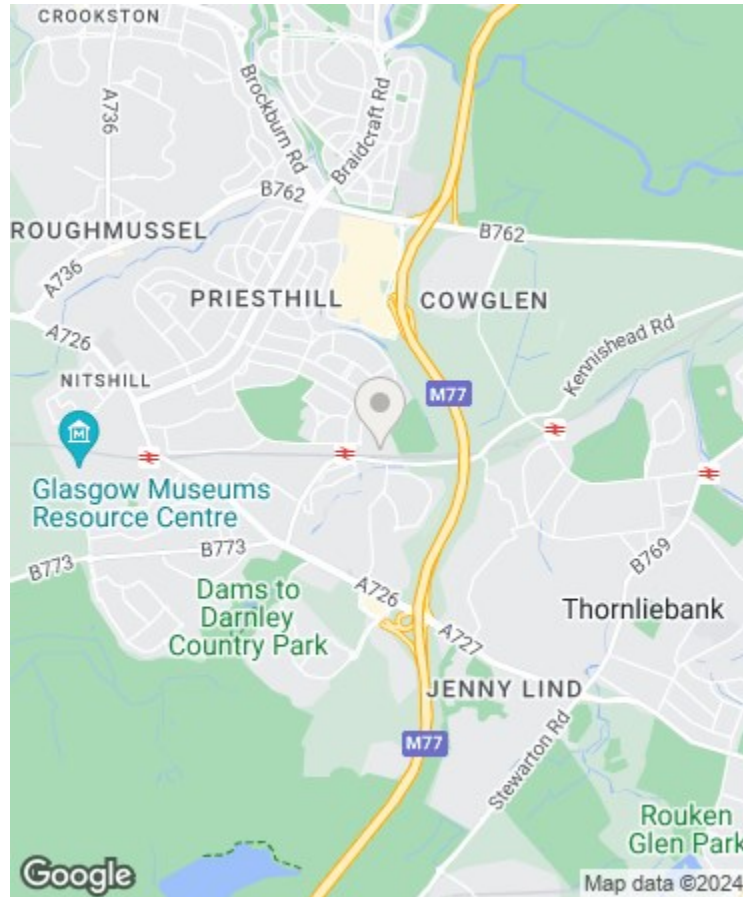 CROOKSTON
A736
Brockburn Rd
Braidcraft Rd
B762
B762
ROUGHMUSSEL
A736
PRIESTHILL
COWGLEN
A726
Kennishead Rd
NITSHILL
M77
M
Glasgow Museums
Resource Centre
B773
B773
B769
Dams to
Darnley
Country Park
A726
Thornliebank
A727
JENNY LIND
M77
Stewarton Rd
Rouken
Glen Park
Google
Map data ©2024